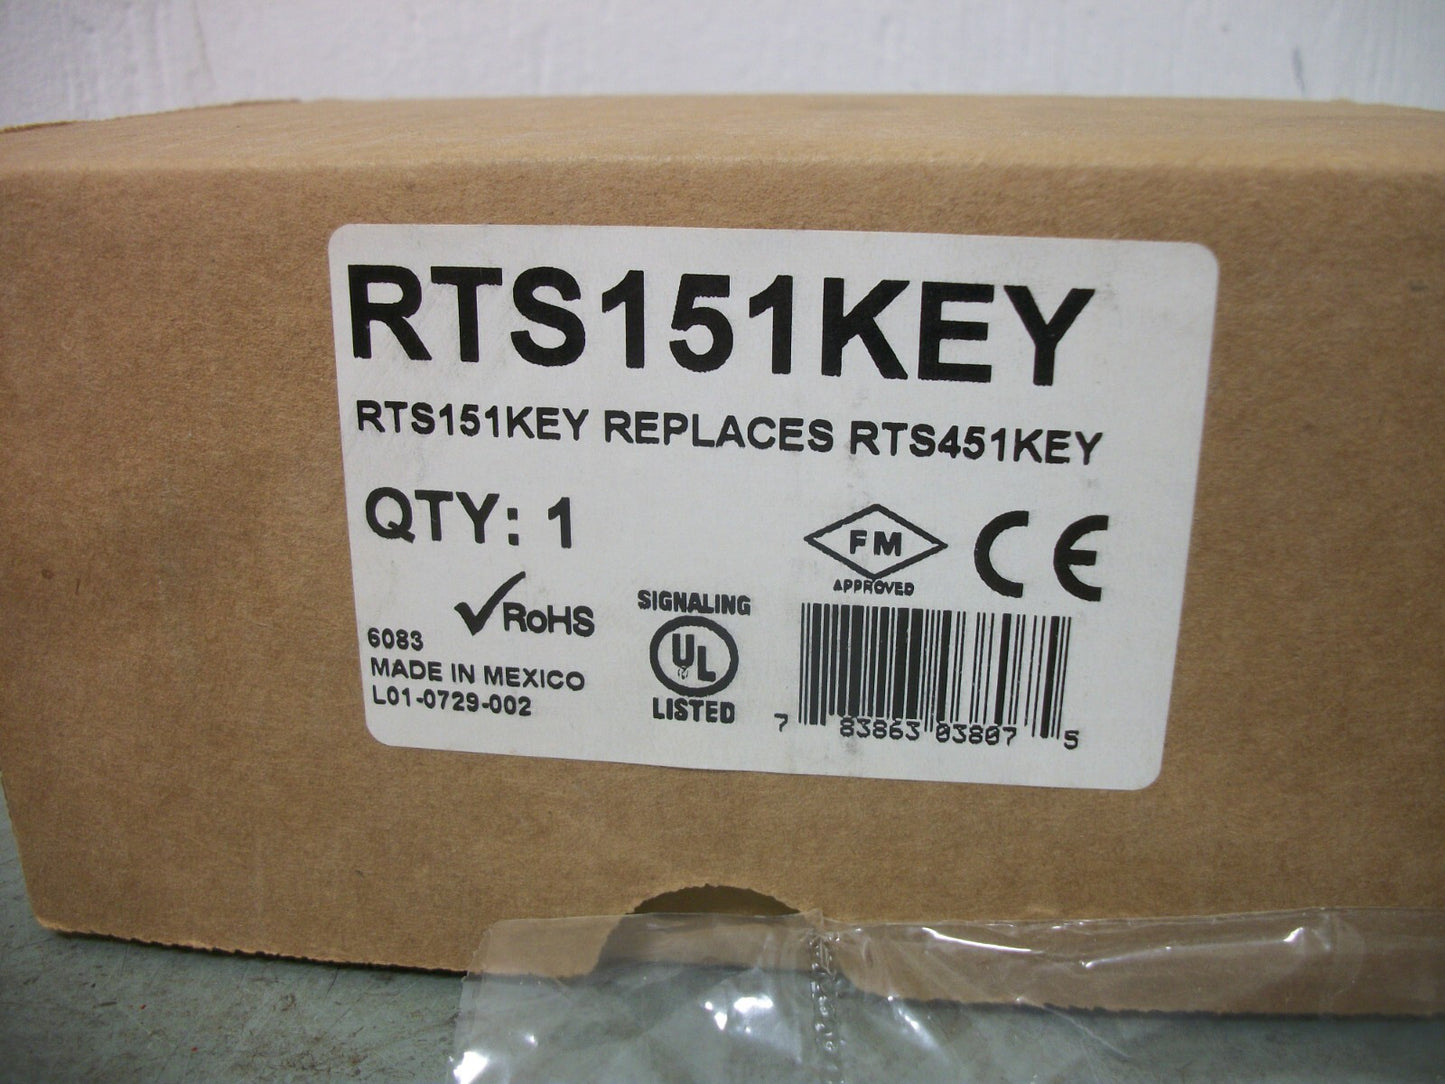 RTS151KEY
RTS151KEY REPLACES RTS451KEY
QTY: 1
FM
APPROVED
CE
RoHS
6083
MADE IN MEXICO
L01-0729-002
SIGNALING
UL
LISTED
7 83863 03807 5